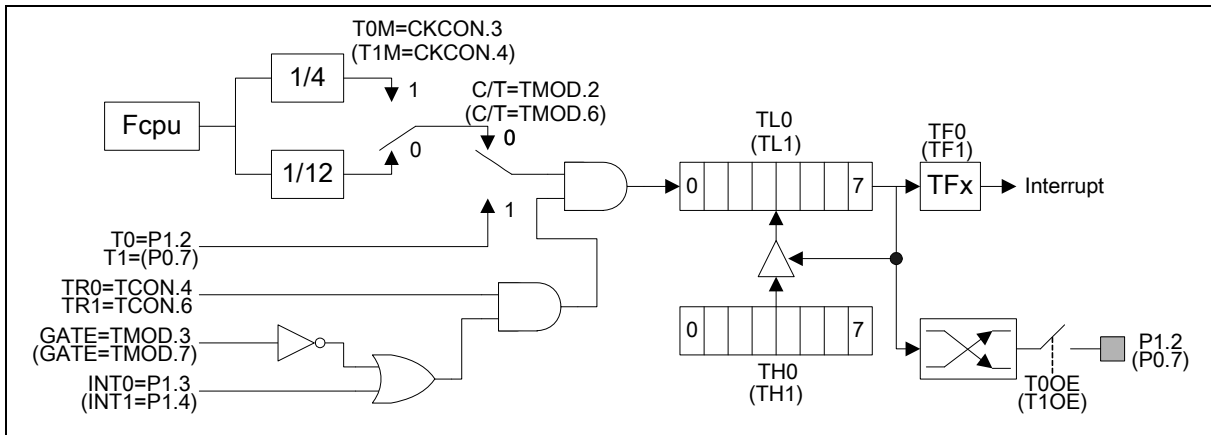 T0M=CKCON.3
(T1M=CKCON.4)
1/4
1
C/T=TMOD.2
(C/T=TMOD.6)
Fcpu
0
0
1/12
1
TL0
(TL1)
0 7
TF0
(TF1)
TFx
Interrupt
T0=P1.2
T1=(P0.7)
TR0=TCON.4
TR1=TCON.6
GATE=TMOD.3
(GATE=TMOD.7)
INT0=P1.3
(INT1=P1.4)
0 7
TH0
(TH1)
P1.2
(P0.7)
T0OE
(T1OE)